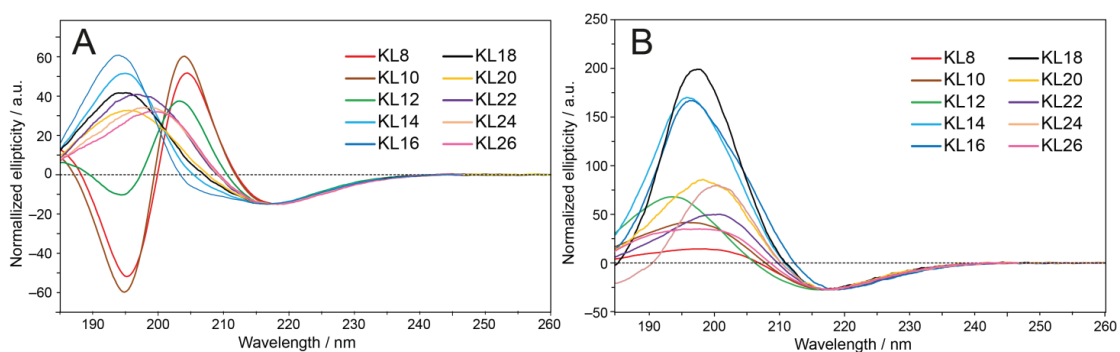 A
Normallized ellipticity / a.u.
60
40
20
0
−20
−40
−60
KL8
KL10
KL12
KL14
KL16
KL18
KL20
KL22
KL24
KL26
190
200
210
220
230
240
250
260
Wavelength / nm
B
Normalized ellipticity / a.u.
250
200
150
100
50
0
−50
KL8
KL10
KL12
KL14
KL16
KL18
KL20
KL22
KL24
KL26
190
200
210
220
230
240
250
260
Wavelength / nm